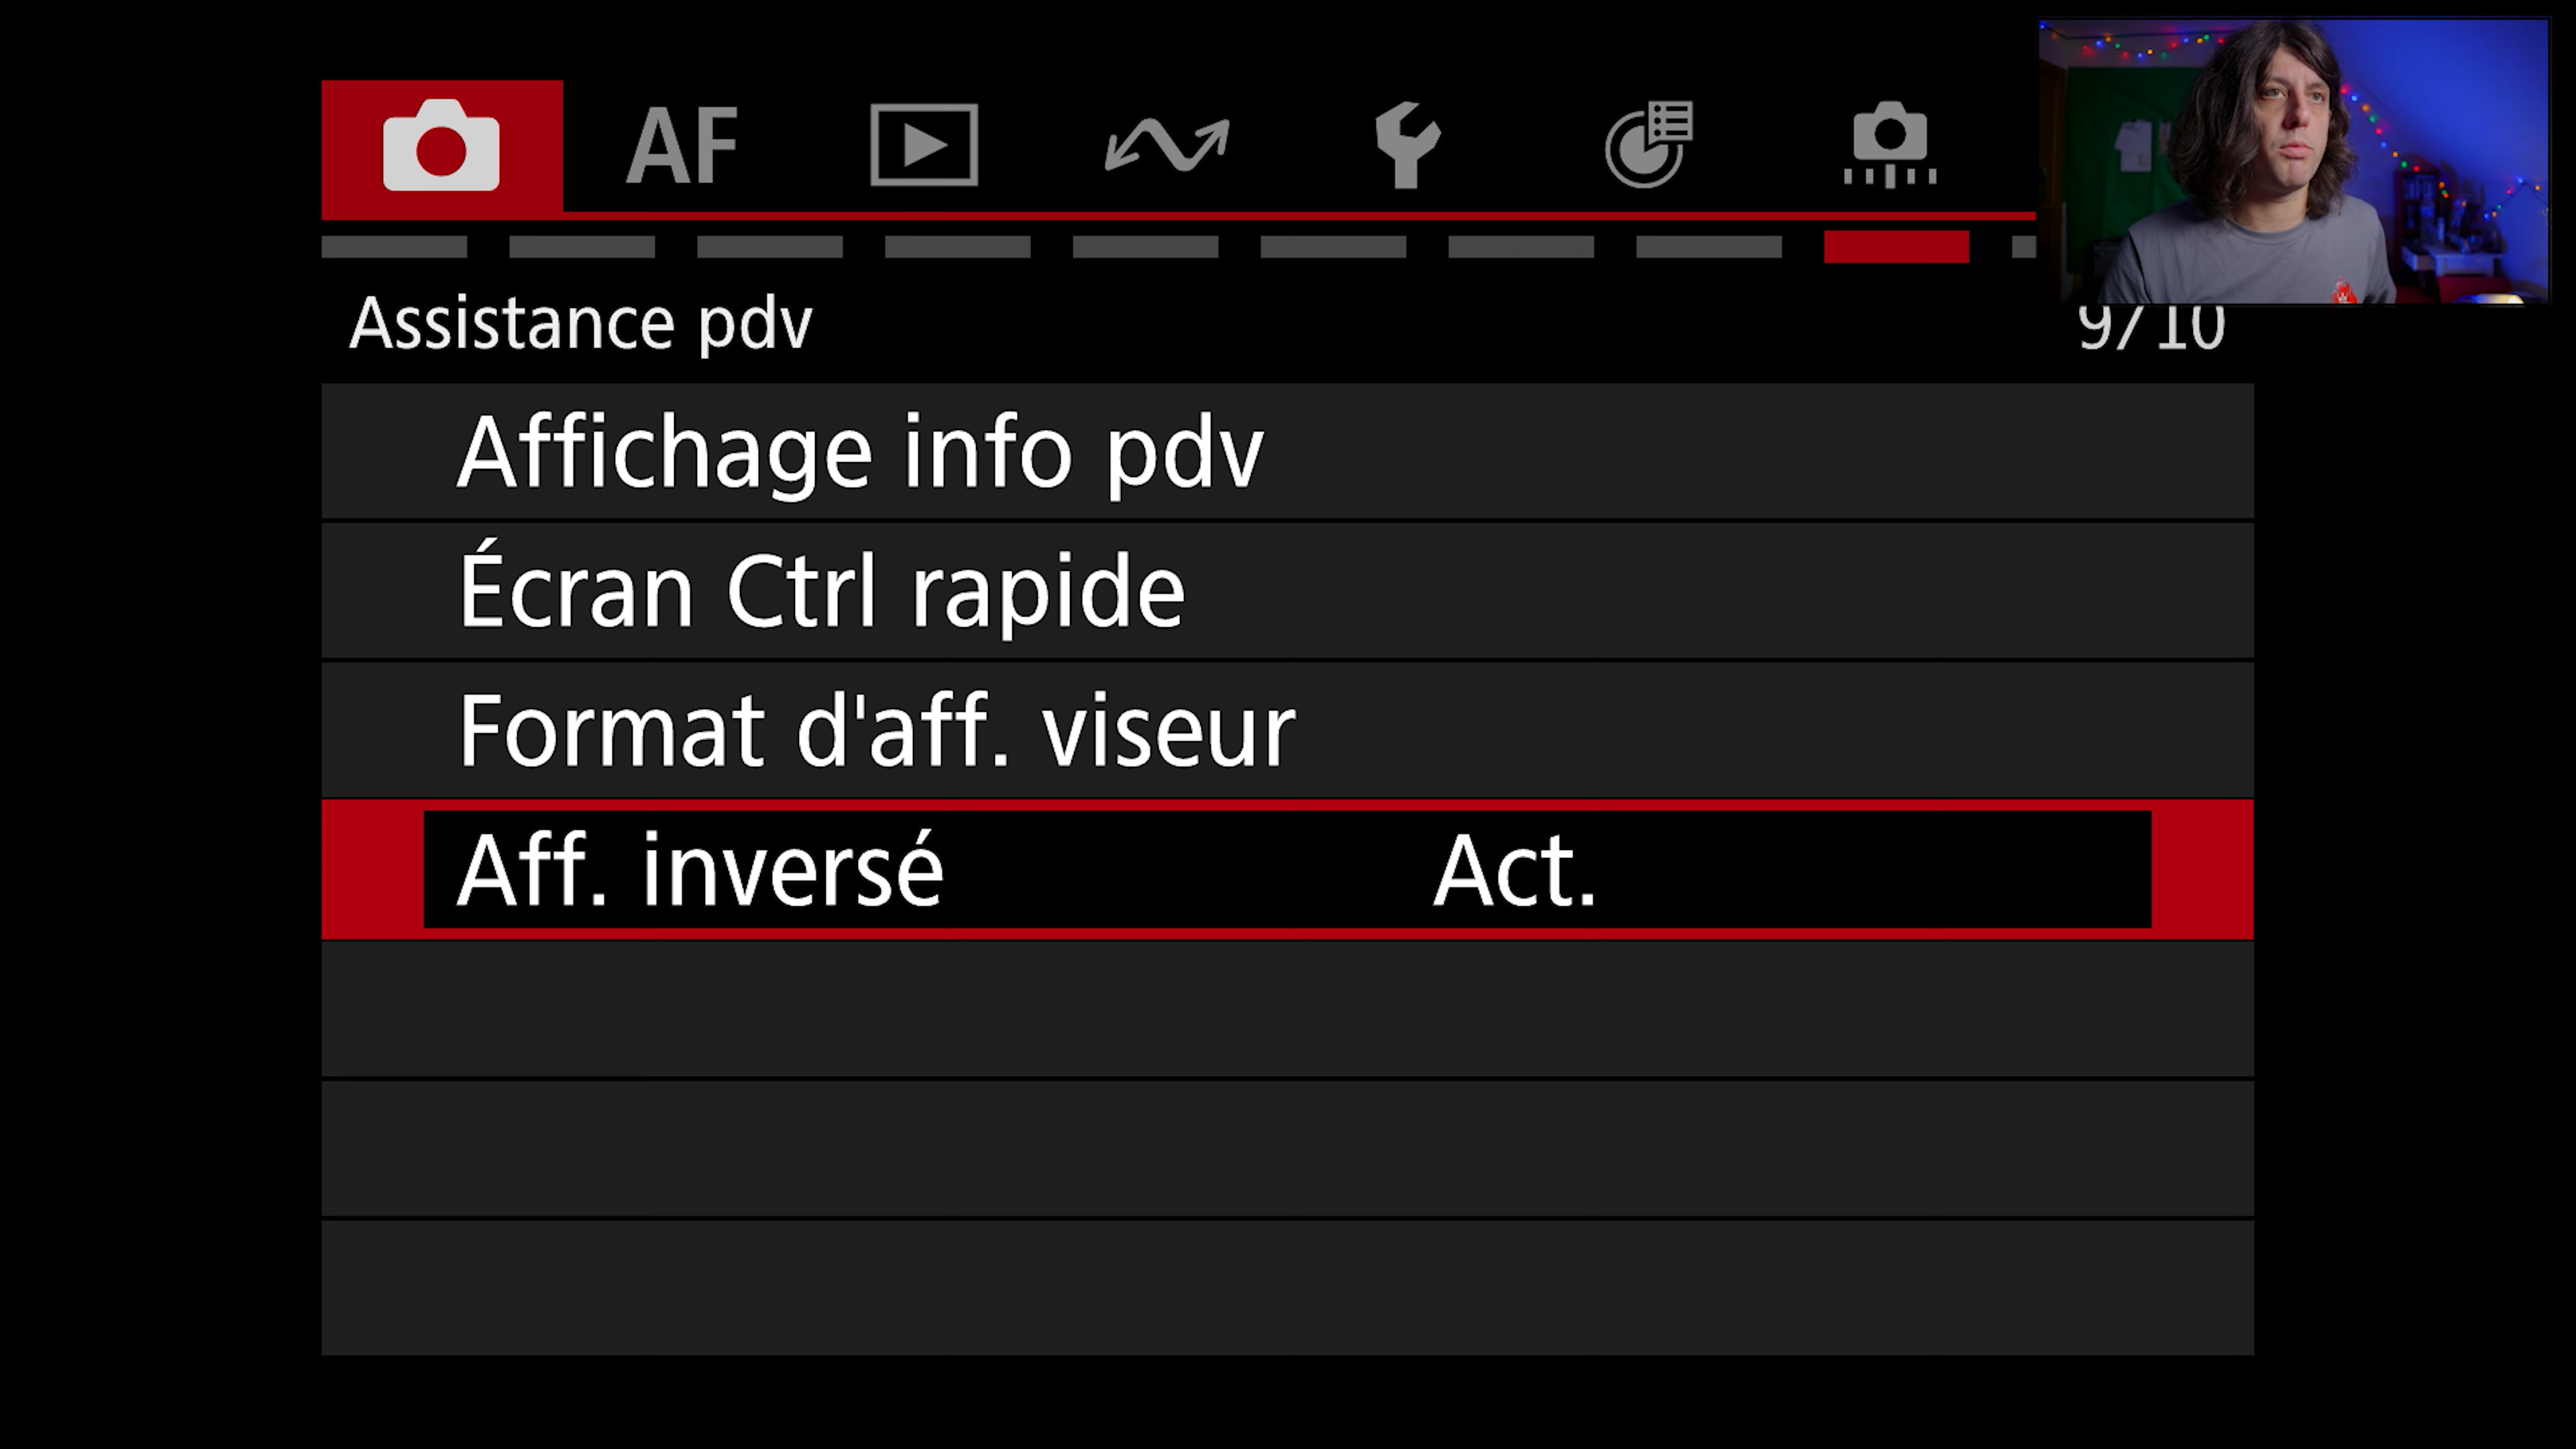 AF
Assistance pdv
9/10
Affichage info pdv
Écran Ctrl rapide
Format d'aff. viseur
Aff. inversé Act.